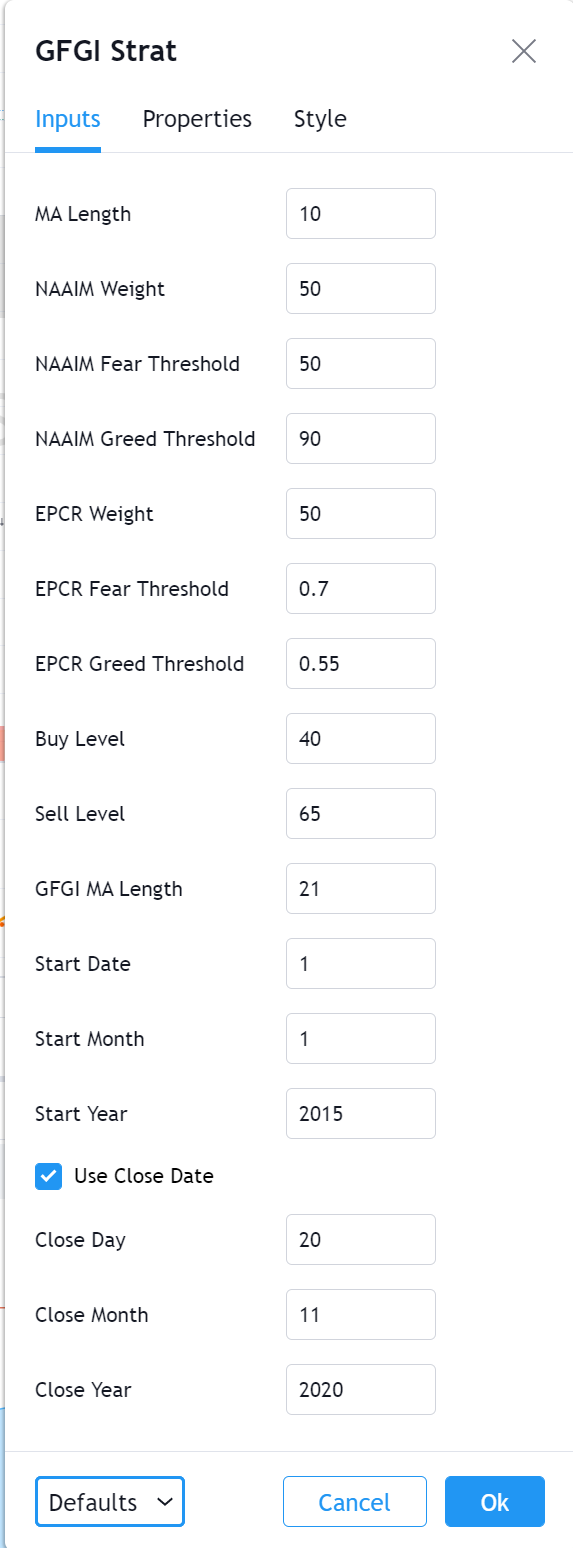 GFGI Strat
Inputs Properties Style
MA Length 10
NAAIM Weight 50
NAAIM Fear Threshold 50
NAAIM Greed Threshold 90
EPCR Weight 50
EPCR Fear Threshold 0.7
EPCR Greed Threshold 0.55
Buy Level 40
Sell Level 65
GFGI MA Length 21
Start Date 1
Start Month 1
Start Year 2015
Use Close Date
Close Day 20
Close Month 11
Close Year 2020
Defaults Cancel Ok